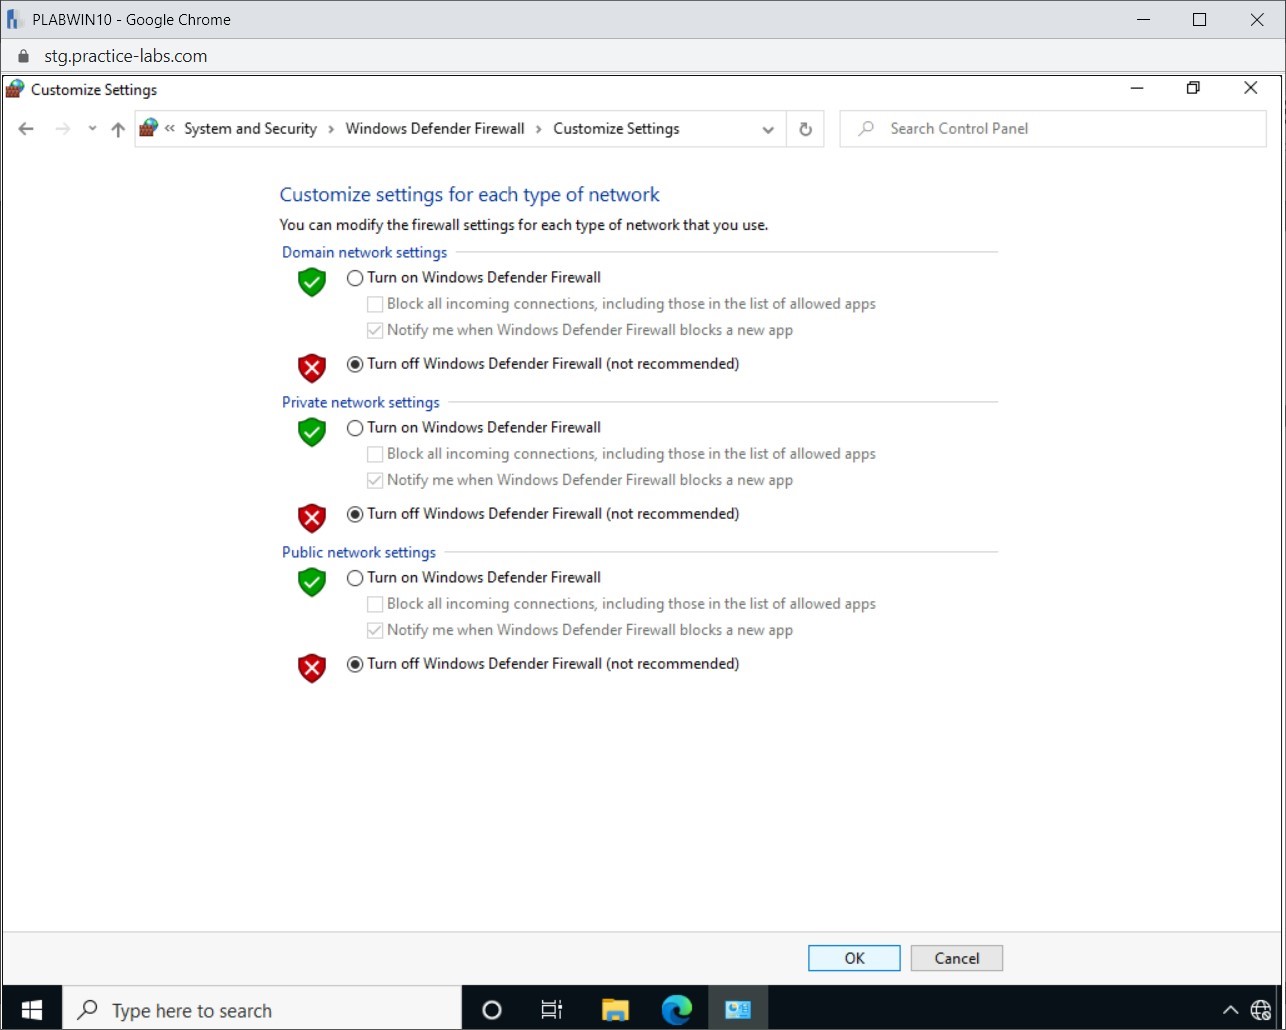 PLABWIN10 - Google Chrome
stg.practice-labs.com
Customize Settings
« System and Security › Windows Defender Firewall › Customize Settings
Search Control Panel
Customize settings for each type of network
You can modify the firewall settings for each type of network that you use.
Domain network settings
Turn on Windows Defender Firewall
Block all incoming connections, including those in the list of allowed apps
Notify me when Windows Defender Firewall blocks a new app
Turn off Windows Defender Firewall (not recommended)
Private network settings
Turn on Windows Defender Firewall
Block all incoming connections, including those in the list of allowed apps
Notify me when Windows Defender Firewall blocks a new app
Turn off Windows Defender Firewall (not recommended)
Public network settings
Turn on Windows Defender Firewall
Block all incoming connections, including those in the list of allowed apps
Notify me when Windows Defender Firewall blocks a new app
Turn off Windows Defender Firewall (not recommended)
OK
Cancel
Type here to search